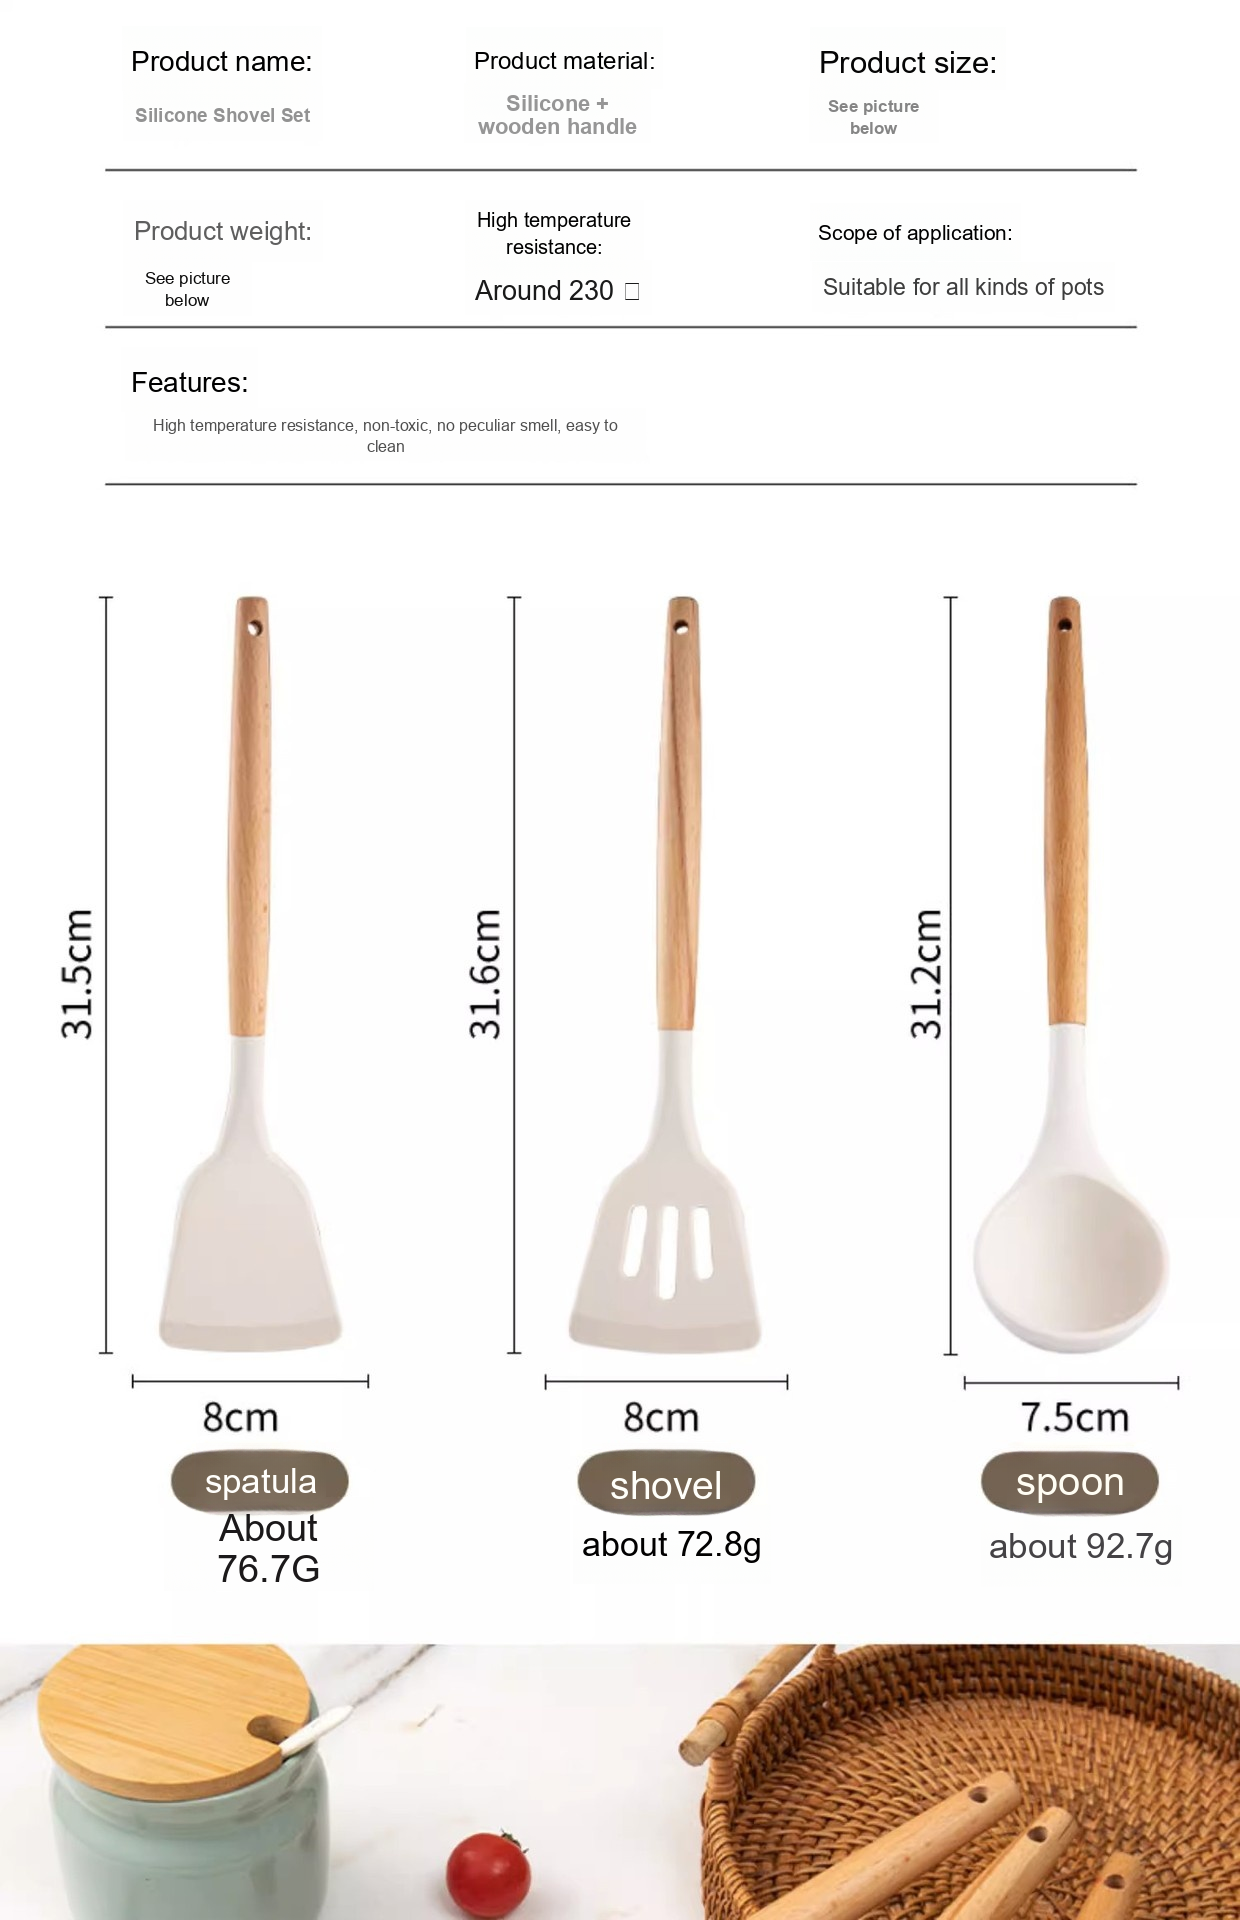 Product name:
Product material:
Product size:
Silicone Shovel Set
Silicone +
wooden handle
See picture
below
Product weight:
High temperature
resistance:
Scope of application:
See picture
below
Around 230 □
Suitable for all kinds of pots
Features:
High temperature resistance, non-toxic, no peculiar smell, easy to
clean
31.5cm
31.6cm
31.2cm
8cm
8cm
7.5cm
spatula
shovel
spoon
About
76.7G
about 72.8g
about 92.7g